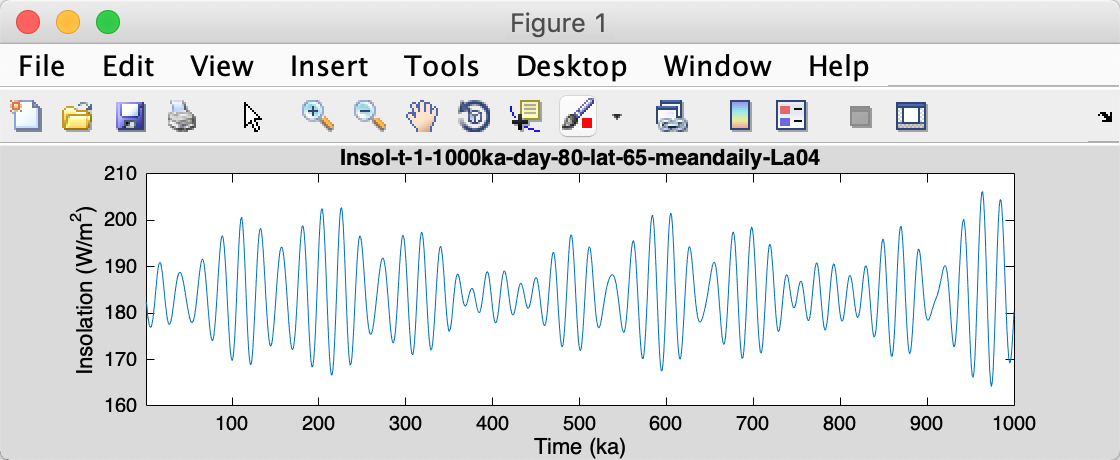 Figure 1
File Edit View Insert Tools Desktop Window Help
Insol-t-1-1000ka-day-80-lat-65-meandaily-La04
210
200
190
180
170
160
Insolation (W/m²)
100 200 300 400 500 600 700 800 900 1000
Time (ka)